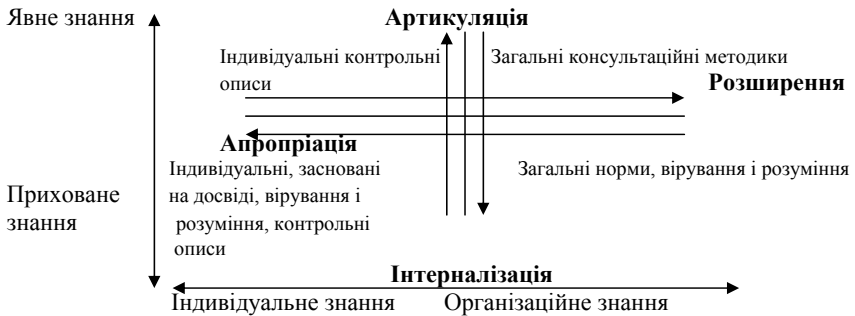 Явне знання
Артикуляція
Індивідуальні контрольні
описи
Загальні консультаційні методики
Розширення
Апропріація
Індивідуальні, засновані
на досвіді, вірування і
розуміння, контрольні
описи
Загальні норми, вірування і розуміння
Приховане
знання
Інтерналізація
Індивідуальне знання
Організаційне знання